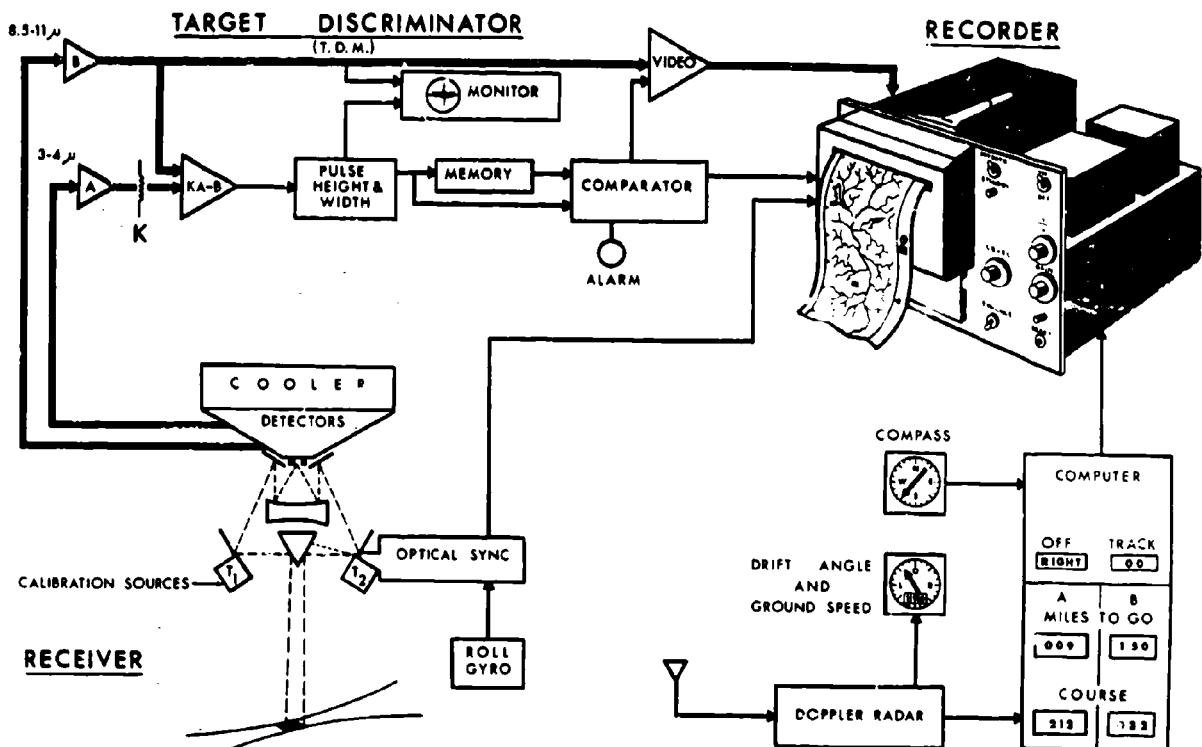 TARGET DISCRIMINATOR
(T.D.M.)
RECORDER
8.5-11μ
B
VIDEO
MONITOR
3-4μ
A
K
KA-B
PULSE HEIGHT & WIDTH
MEMORY
COMPARATOR
ALARM
COOLER
DETECTORS
T1
T2
OPTICAL SYNC
CALIBRATION SOURCES
ROLL GYRO
RECEIVER
COMPASS
DRIFT ANGLE
AND
GROUND SPEED
DOPPLER RADAR
COMPUTER
OFF TRACK
RIGHT 00
A B
MILES TO GO
009 150
COURSE
212